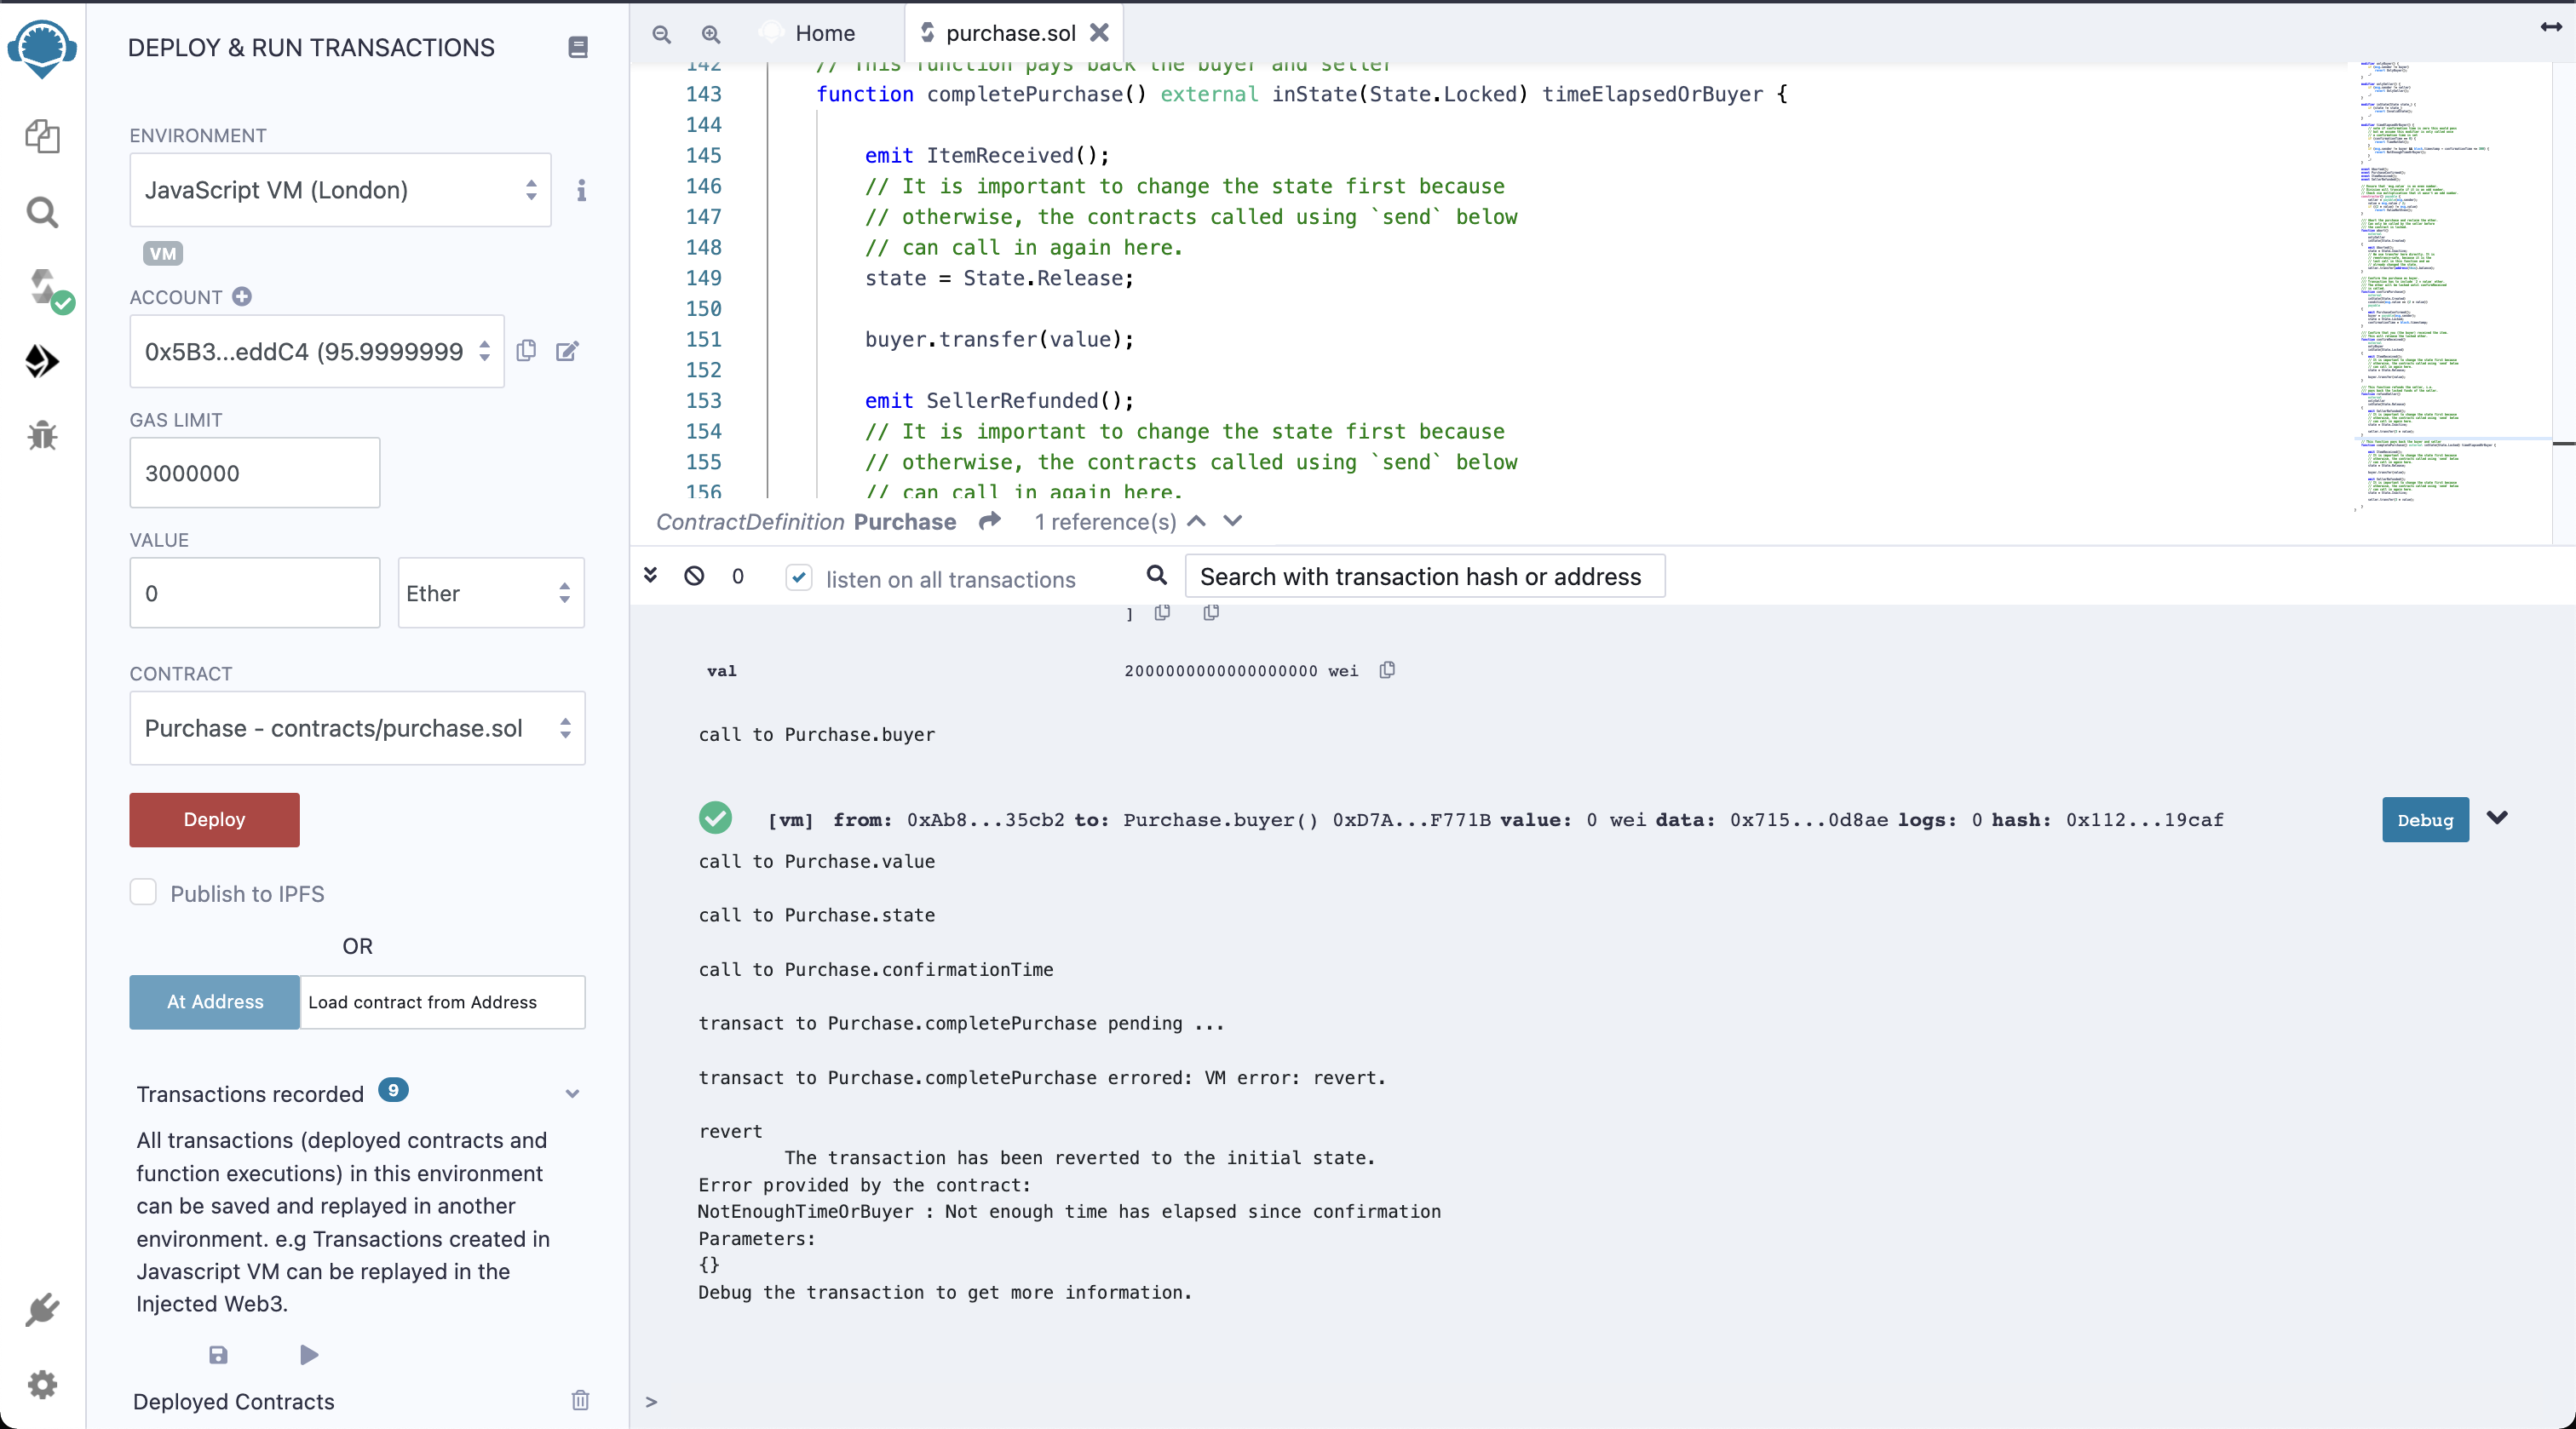 DEPLOY & RUN TRANSACTIONS
ENVIRONMENT
JavaScript VM (London)
VM
ACCOUNT
0x5B3...eddC4 (95.9999999
GAS LIMIT
3000000
VALUE
0
Ether
CONTRACT
Purchase - contracts/purchase.sol
Deploy
Publish to IPFS
OR
At Address
Load contract from Address
Transactions recorded 9
All transactions (deployed contracts and
function executions) in this environment
can be saved and replayed in another
environment. e.g Transactions created in
Javascript VM can be replayed in the
Injected Web3.
Deployed Contracts
Home
purchase.sol
142 // This function pays back the buyer and seller
143 function completePurchase() external inState(State.Locked) timeElapsedOrBuyer {
144
145 emit ItemReceived();
146 // It is important to change the state first because
147 // otherwise, the contracts called using `send` below
148 // can call in again here.
149 state = State.Release;
150
151 buyer.transfer(value);
152
153 emit SellerRefunded();
154 // It is important to change the state first because
155 // otherwise, the contracts called using `send` below
156 // can call in again here.
ContractDefinition Purchase 1 reference(s)
0 listen on all transactions Search with transaction hash or address
]
val 2000000000000000000 wei
call to Purchase.buyer
[vm] from: 0xAb8...35cb2 to: Purchase.buyer() 0xD7A...F771B value: 0 wei data: 0x715...0d8ae logs: 0 hash: 0x112...19caf
Debug
call to Purchase.value
call to Purchase.state
call to Purchase.confirmationTime
transact to Purchase.completePurchase pending ...
transact to Purchase.completePurchase errored: VM error: revert.
revert
The transaction has been reverted to the initial state.
Error provided by the contract:
NotEnoughTimeOrBuyer : Not enough time has elapsed since confirmation
Parameters:
{}
Debug the transaction to get more information.
>